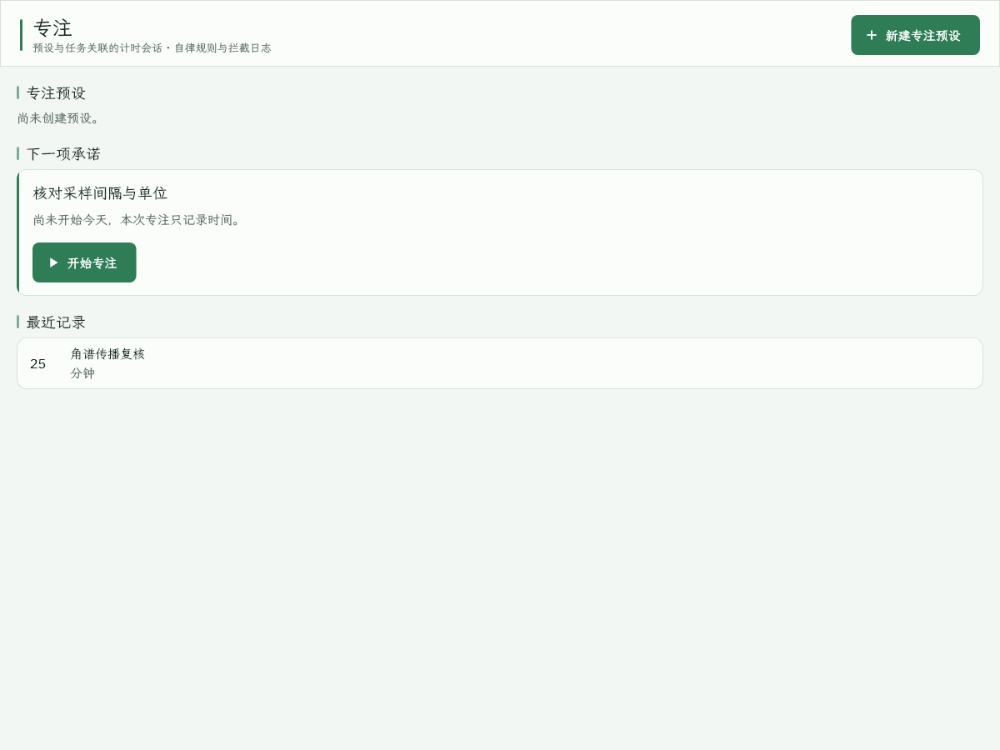 专注
预设与任务关联的计时会话・自律规则与拦截日志
新建专注预设
专注预设
尚未创建预设。
下一项承诺
核对采样间隔与单位
尚未开始今天，本次专注只记录时间。
开始专注
最近记录
25
角谱传播复核
分钟